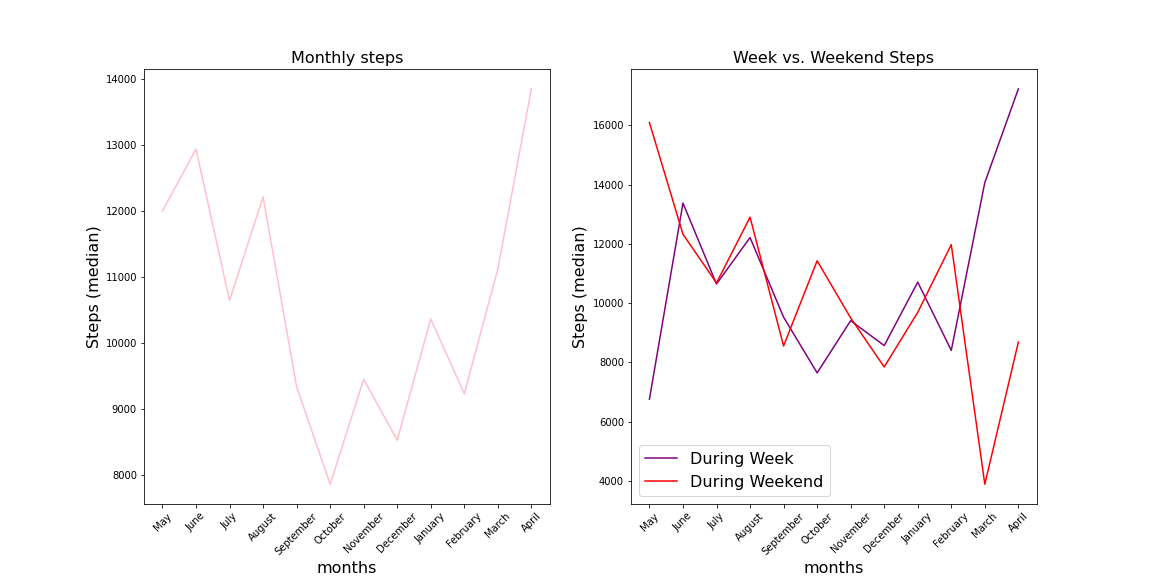 Monthly steps
Steps (median)
14000
13000
12000
11000
10000
9000
8000
May June July August September October November December January February March April
months
Week vs. Weekend Steps
Steps (median)
16000
14000
12000
10000
8000
6000
4000
During Week
During Weekend
May June July August September October November December January February March April
months